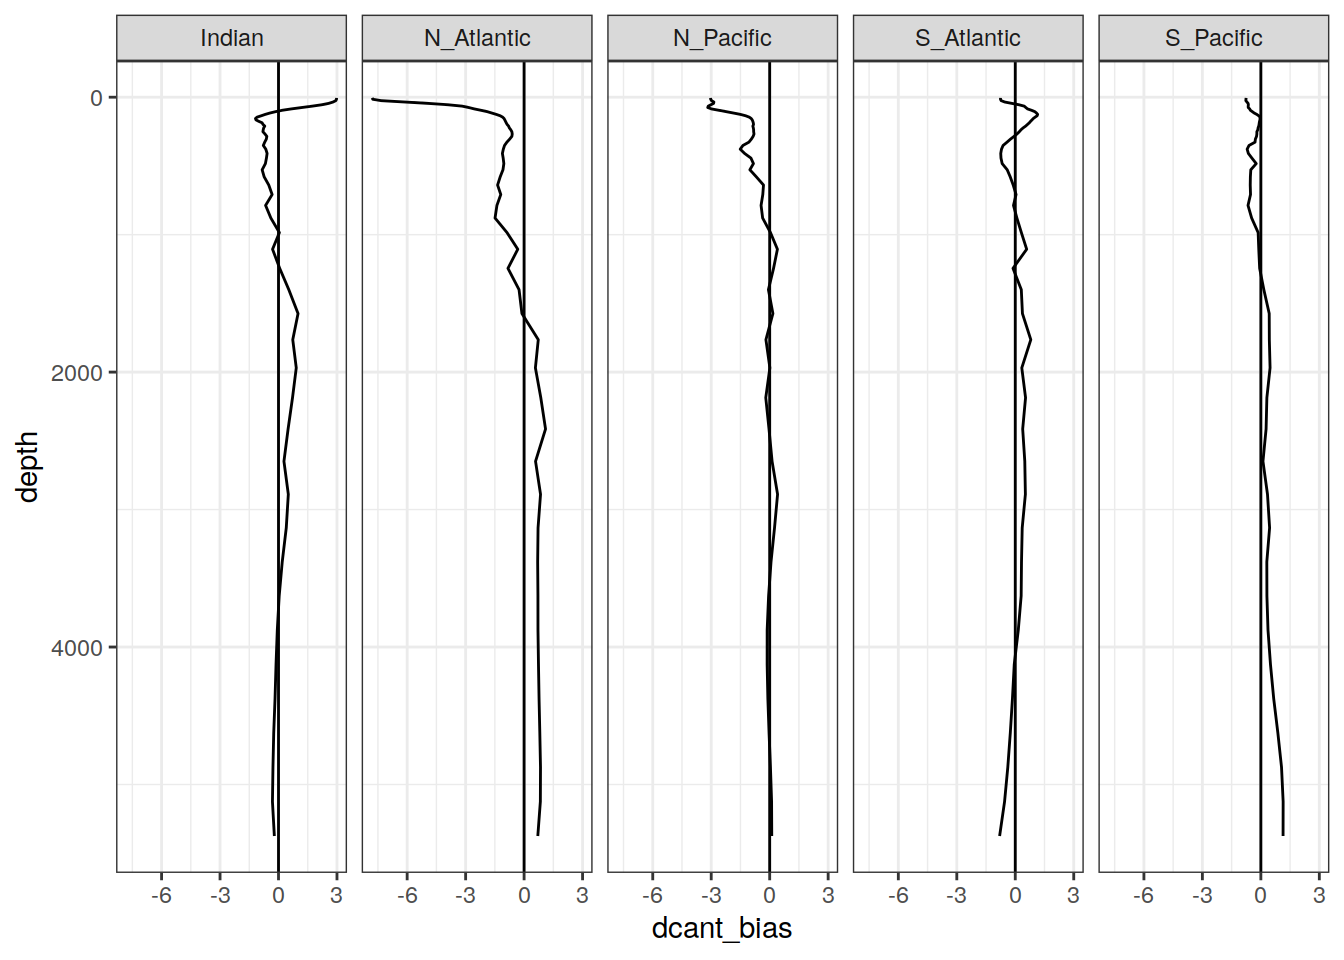 Indian N_Atlantic N_Pacific S_Atlantic S_Pacific
0
2000
4000
depth
-6 -3 0 3 -6 -3 0 3 -6 -3 0 3 -6 -3 0 3 -6 -3 0 3
dcant_bias